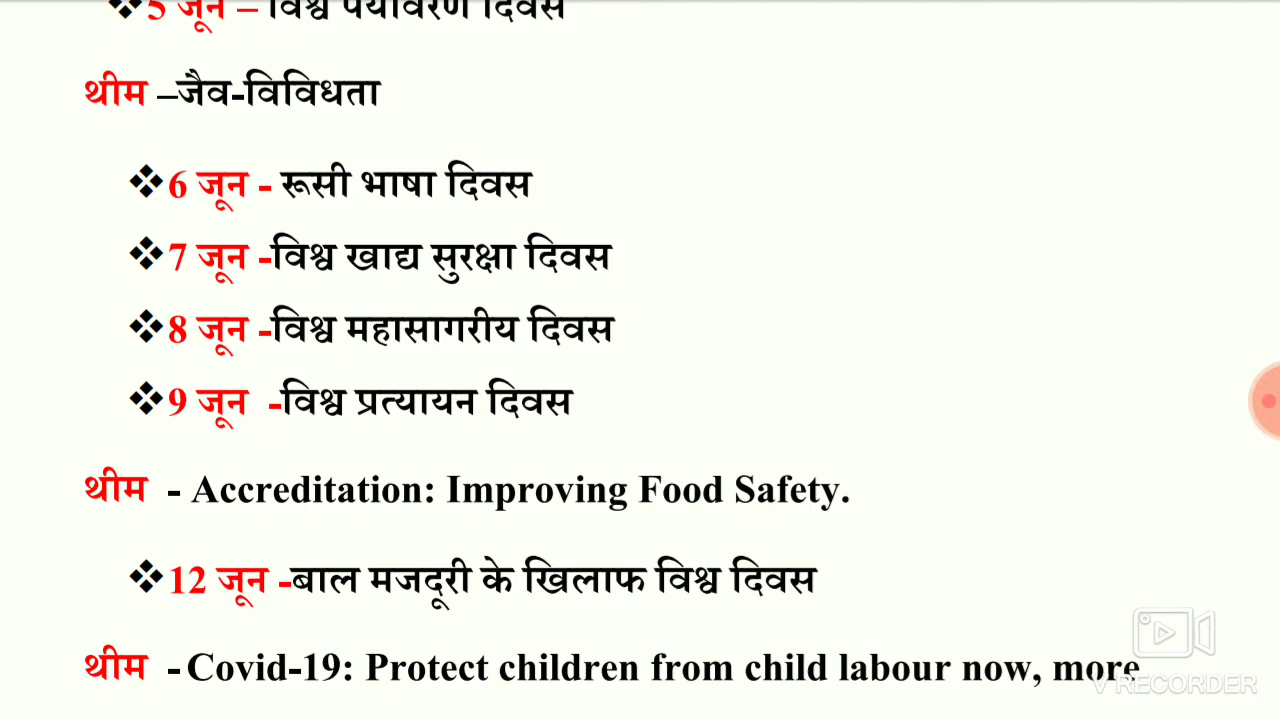 ❖5 जून – विश्व पर्यावरण दिवस
थीम –जैव-विविधता
❖6 जून - रूसी भाषा दिवस
❖7 जून -विश्व खाद्य सुरक्षा दिवस
❖8 जून -विश्व महासागरीय दिवस
❖9 जून -विश्व प्रत्यायन दिवस
थीम - Accreditation: Improving Food Safety.
❖12 जून -बाल मजदूरी के खिलाफ विश्व दिवस
थीम - Covid-19: Protect children from child labour now, more
V RECORDER